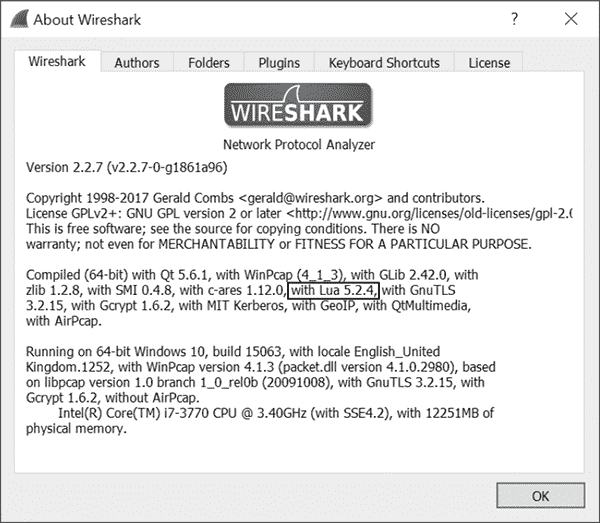 About Wireshark
?
Wireshark
Authors
Folders
Plugins
Keyboard Shortcuts
License
WIRESHARK
Network Protocol Analyzer
Version 2.2.7 (v2.2.7-0-g1861a96)
Copyright 1998-2017 Gerald Combs <gerald@wireshark.org> and contributors.
License GPLv2+: GNU GPL version 2 or later <http://www.gnu.org/licenses/old-licenses/gpl-2.0
This is free software; see the source for copying conditions. There is NO
warranty; not even for MERCHANTABILITY or FITNESS FOR A PARTICULAR PURPOSE.
Compiled (64-bit) with Qt 5.6.1, with WinPcap (4_1_3), with GLib 2.42.0, with
zlib 1.2.8, with SMI 0.4.8, with c-ares 1.12.0, with Lua 5.2.4, with GnuTLS
3.2.15, with Gcrypt 1.6.2, with MIT Kerberos, with GeoIP, with QtMultimedia,
with AirPcap.
Running on 64-bit Windows 10, build 15063, with locale English_United
Kingdom.1252, with WinPcap version 4.1.3 (packet.dll version 4.1.0.2980), based
on libpcap version 1.0 branch 1_0_rel0b (20091008), with GnuTLS 3.2.15, with
Gcrypt 1.6.2, without AirPcap.
Intel(R) Core(TM) i7-3770 CPU @ 3.40GHz (with SSE4.2), with 12251MB of
physical memory.
OK